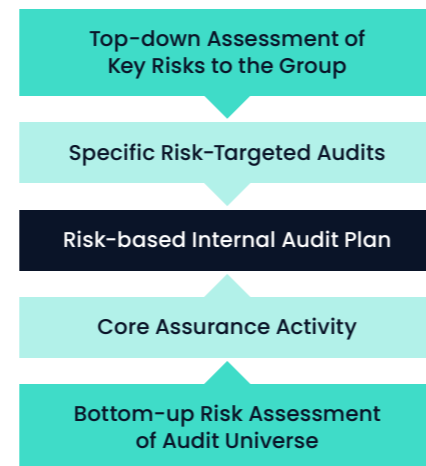 Top-down Assessment of
Key Risks to the Group
Specific Risk-Targeted Audits
Risk-based Internal Audit Plan
Core Assurance Activity
Bottom-up Risk Assessment
of Audit Universe